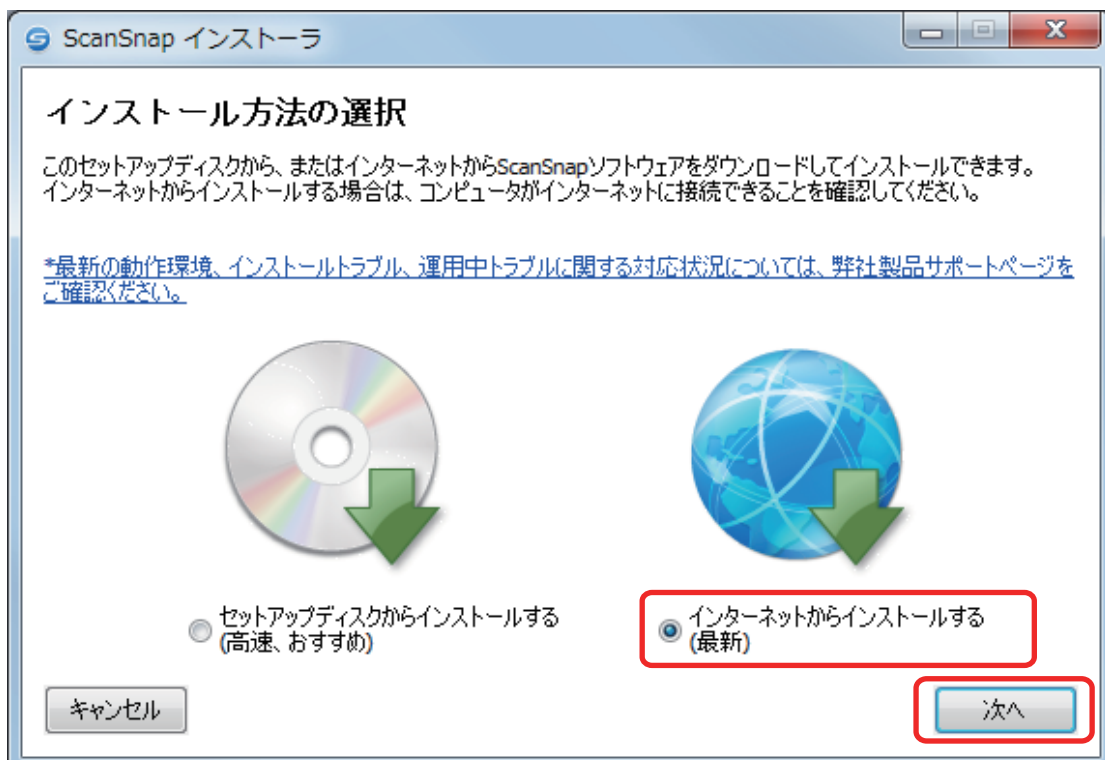 ScanSnap インストーラ
インストール方法の選択
このセットアップディスクから、またはインターネットからScanSnapソフトウェアをダウンロードしてインストールできます。
インターネットからインストールする場合は、コンピュータがインターネットに接続できることを確認してください。
*最新の動作環境、インストールトラブル、運用中トラブルに関する対応状況については、弊社製品サポートページを
ご確認ください。
セットアップディスクからインストールする
(高速、おすすめ)
インターネットからインストールする
(最新)
キャンセル
次へ